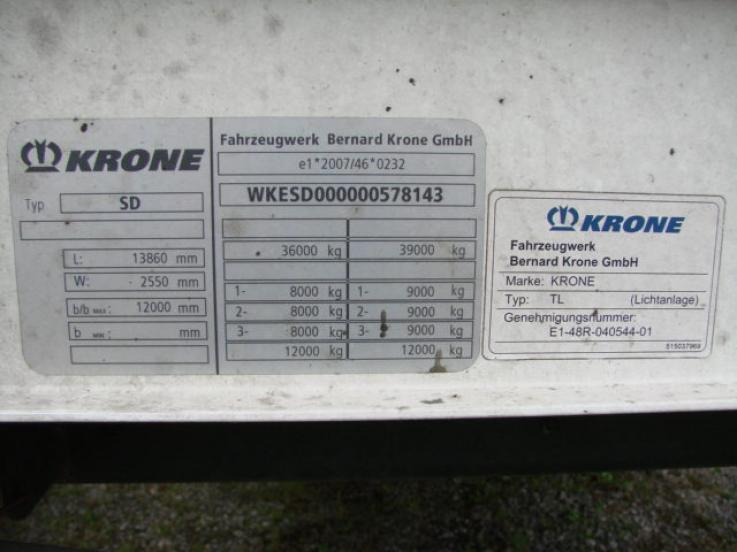 KRONE
Typ SD
L: 13860 mm
W: 2550 mm
b/b MAX: 12000 mm
b MIN: mm
Fahrzeugwerk Bernard Krone GmbH
e1*2007/46*0232
WKESD000000578143
36000 kg 39000 kg
kg kg
1- 8000 kg 1- 9000 kg
2- 8000 kg 2- 9000 kg
3- 8000 kg 3- 9000 kg
12000 kg 12000 kg
KRONE
Fahrzeugwerk
Bernard Krone GmbH
Marke: KRONE
Typ: TL (Lichtanlage)
Genehmigungsnummer:
E1-48R-040544-01
515037969